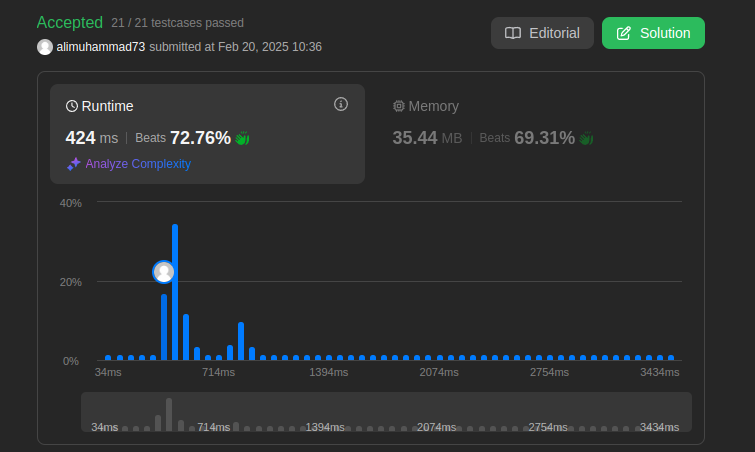 Accepted 21 / 21 testcases passed
alimuhammad73 submitted at Feb 20, 2025 10:36
Editorial
Solution
Runtime
424 ms | Beats 72.76%
Analyze Complexity
Memory
35.44 MB | Beats 69.31%
40%
20%
0%
34ms 714ms 1394ms 2074ms 2754ms 3434ms
34ms 714ms 1394ms 2074ms 2754ms 3434ms